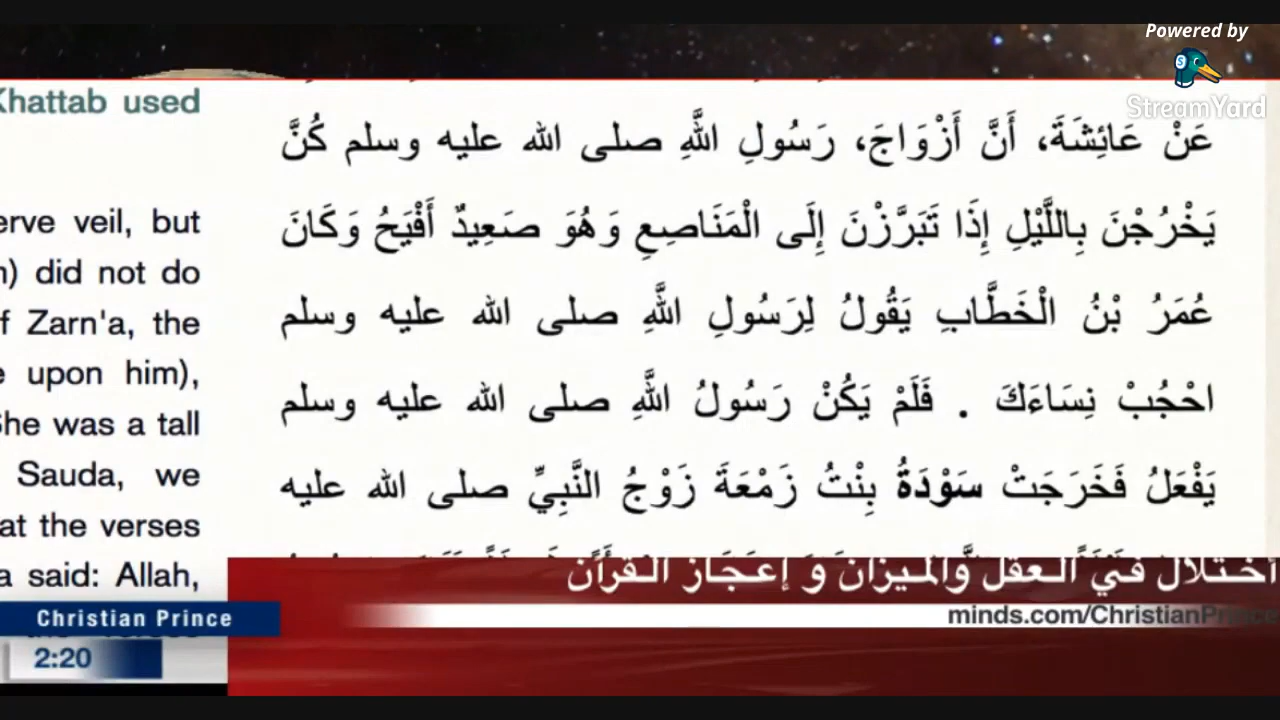 Powered by
StreamYard
Khattab used
erve veil, but
) did not do
f Zarn'a, the
e upon him),
She was a tall
Sauda, we
at the verses
a said: Allah,
عَنْ عَائِشَةَ، أَنَّ أَزْوَاجَ، رَسُولِ اللَّهِ صلى الله عليه وسلم كُنَّ
يَخْرُجْنَ بِاللَّيْلِ إِذَا تَبَرَّزْنَ إِلَى الْمَنَاصِعِ وَهُوَ صَعِيدٌ أَفْيَحُ وَكَانَ
عُمَرُ بْنُ الْخَطَّابِ يَقُولُ لِرَسُولِ اللَّهِ صلى الله عليه وسلم
احْجُبْ نِسَاءَكَ . فَلَمْ يَكُنْ رَسُولُ اللَّهِ صلى الله عليه وسلم
يَفْعَلُ فَخَرَجَتْ سَوْدَةُ بِنْتُ زَمْعَةَ زَوْجُ النَّبِيِّ صلى الله عليه
أختلال في العقل والميزان و إعجاز القرأن
Christian Prince
minds.com/ChristianPrince
2:20